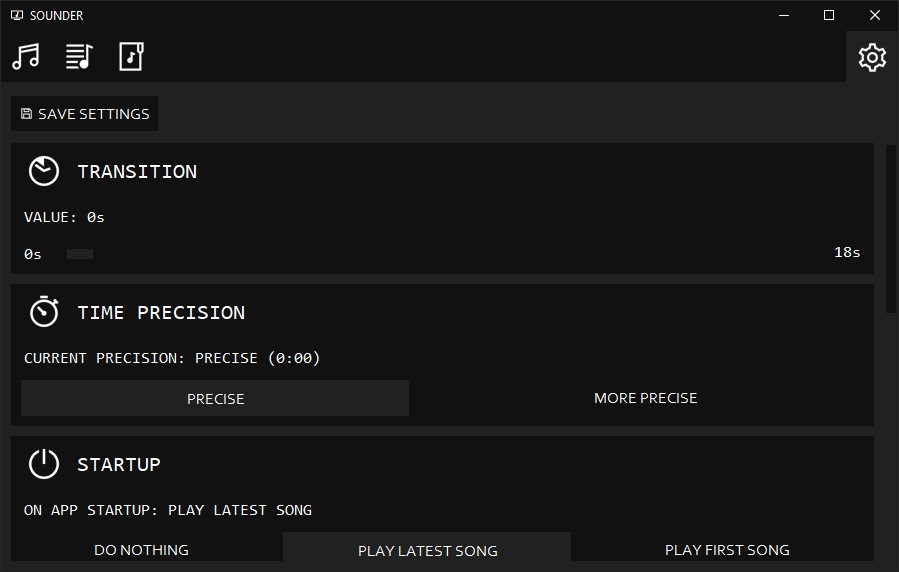 SOUNDER
SAVE SETTINGS
TRANSITION
VALUE: 0s
0s 18s
TIME PRECISION
CURRENT PRECISION: PRECISE (0:00)
PRECISE MORE PRECISE
STARTUP
ON APP STARTUP: PLAY LATEST SONG
DO NOTHING PLAY LATEST SONG PLAY FIRST SONG